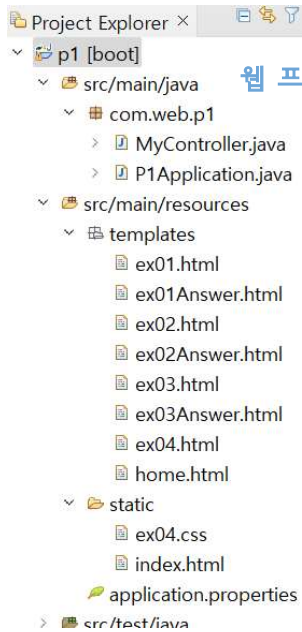 Project Explorer
p1 [boot]
src/main/java
웹 프
com.web.p1
MyController.java
P1Application.java
src/main/resources
templates
ex01.html
ex01Answer.html
ex02.html
ex02Answer.html
ex03.html
ex03Answer.html
ex04.html
home.html
static
ex04.css
index.html
application.properties
src/test/java